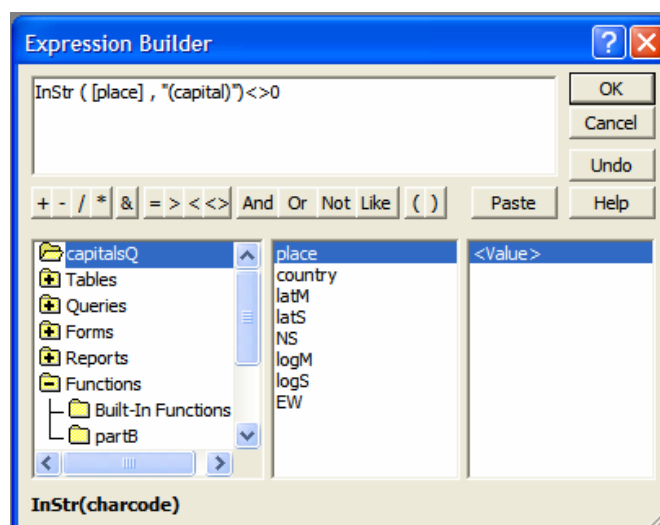 Expression Builder
?
InStr ( [place] , "(capital)")<>0
OK
Cancel
Undo
+ - / * & = > < <> And Or Not Like ( ) Paste Help
capitalsQ
Tables
Queries
Forms
Reports
Functions
Built-In Functions
partB
place
country
latM
latS
NS
logM
logS
EW
<Value>
InStr(charcode)